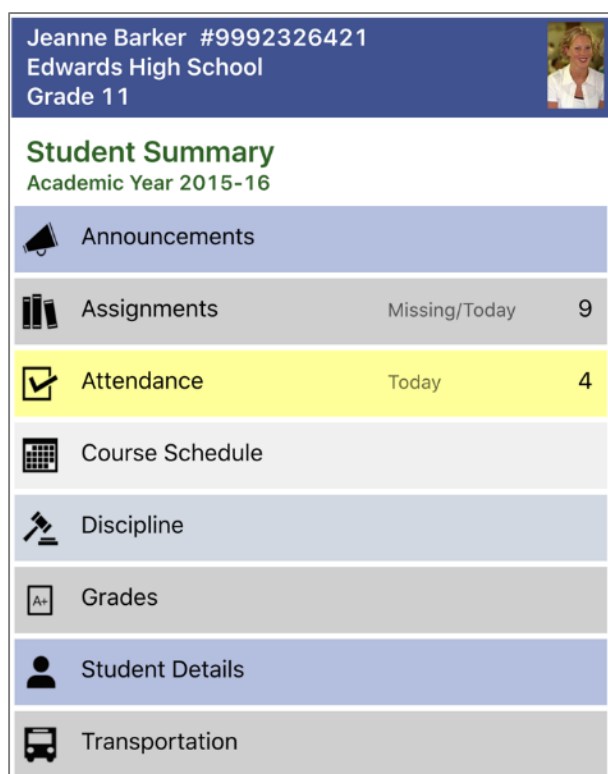 Jeanne Barker #9992326421
Edwards High School
Grade 11
Student Summary
Academic Year 2015-16
Announcements
Assignments Missing/Today 9
Attendance Today 4
Course Schedule
Discipline
A+ Grades
Student Details
Transportation